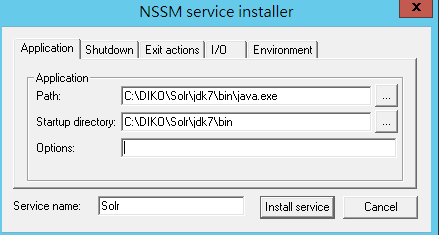 NSSM service installer
x
Application Shutdown Exit actions I/O Environment
Application
Path: C:\DIKO\Solr\jdk7\bin\java.exe ...
Startup directory: C:\DIKO\Solr\jdk7\bin ...
Options:
Service name: Solr Install service Cancel